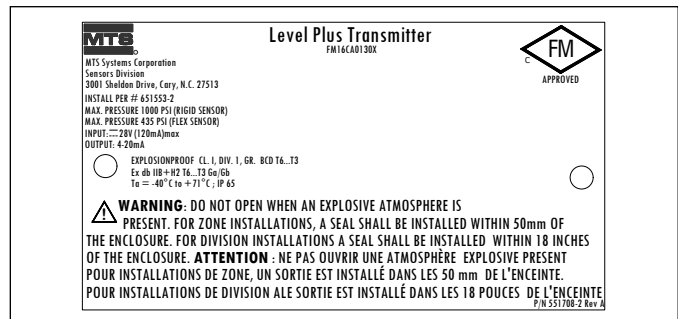 MTS
Level Plus Transmitter
FM16CA0130X
C FM
APPROVED
MTS Systems Corporation
Sensors Division
3001 Sheldon Drive, Cary, N.C. 27513
INSTALL PER # 651553-2
MAX. PRESSURE 1000 PSI (RIGID SENSOR)
MAX. PRESSURE 435 PSI (FLEX SENSOR)
INPUT: ⎓ 28V (120mA)max
OUTPUT: 4-20mA
EXPLOSIONPROOF CL. I, DIV. 1, GR. BCD T6...T3
Ex db IIB+H2 T6...T3 Ga/Gb
Ta = -40°C to +71°C ; IP 65
WARNING: DO NOT OPEN WHEN AN EXPLOSIVE ATMOSPHERE IS
PRESENT. FOR ZONE INSTALLATIONS, A SEAL SHALL BE INSTALLED WITHIN 50mm OF
THE ENCLOSURE. FOR DIVISION INSTALLATIONS A SEAL SHALL BE INSTALLED WITHIN 18 INCHES
OF THE ENCLOSURE. ATTENTION : NE PAS OUVRIR UNE ATMOSPHÈRE EXPLOSIVE PRESENT
POUR INSTALLATIONS DE ZONE, UN SORTIE EST INSTALLÉ DANS LES 50 mm DE L'ENCEINTE.
POUR INSTALLATIONS DE DIVISION ALE SORTIE EST INSTALLÉ DANS LES 18 POUCES DE L'ENCEINTE
P/N 551708-2 Rev A